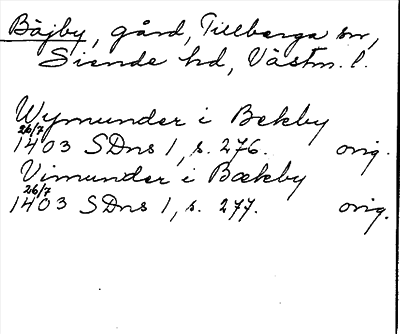 Bäjby, gård, Tillberga sn,
Siende hd, Västm. l.
Wymunder i Bekby
26/7
1403 SDns 1, s. 276. orig.
Vimunder i Bækby
26/7
1403 SDns 1, s. 277. orig.